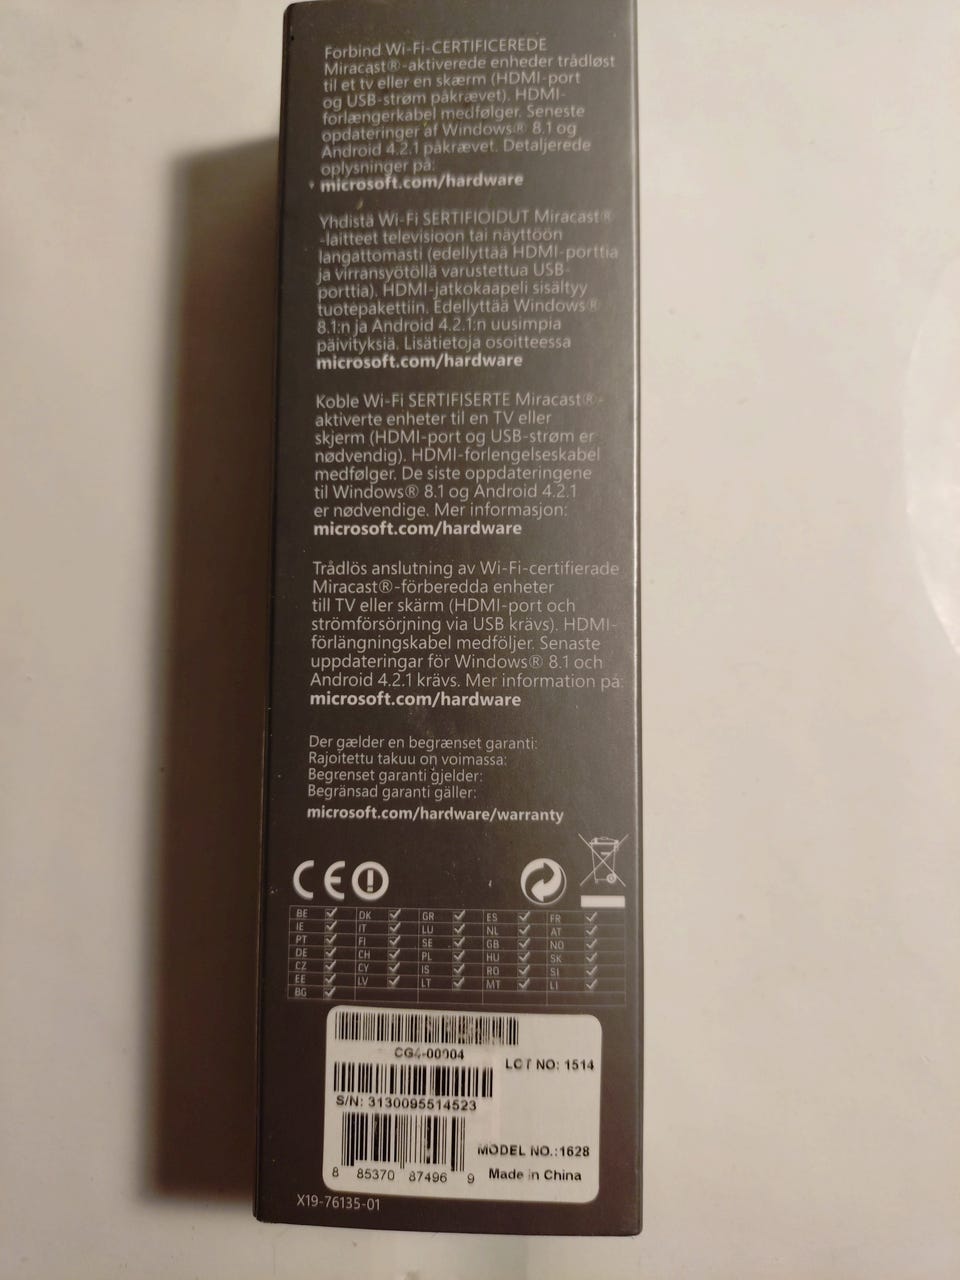 Forbind Wi-Fi-CERTIFICEREDE
Miracast®-aktiverede enheder trådløst
til et tv eller en skærm (HDMI-port
og USB-strøm påkrævet). HDMI-
forlængerkabel medfølger. Seneste
opdateringer af Windows® 8.1 og
Android 4.2.1 påkrævet. Detaljerede
oplysninger på:
microsoft.com/hardware
Yhdistä Wi-Fi SERTIFIOIDUT Miracast®
-laitteet televisioon tai näyttöön
langattomasti (edellyttää HDMI-porttia
ja virransyötöllä varustettua USB-
porttia). HDMI-jatkokaapeli sisältyy
tuotepakettiin. Edellyttää Windows®
8.1:n ja Android 4.2.1:n uusimpia
päivityksiä. Lisätietoja osoitteessa
microsoft.com/hardware
Koble Wi-Fi SERTIFISERTE Miracast®-
aktiverte enheter til en TV eller
skjerm (HDMI-port og USB-strøm er
nødvendig). HDMI-forlengelseskabel
medfølger. De siste oppdateringene
til Windows® 8.1 og Android 4.2.1
er nødvendige. Mer informasjon:
microsoft.com/hardware
Trådlös anslutning av Wi-Fi-certifierade
Miracast®-förberedda enheter
till TV eller skärm (HDMI-port och
strömförsörjning via USB krävs). HDMI-
förlängningskabel medföljer. Senaste
uppdateringar för Windows® 8.1 och
Android 4.2.1 krävs. Mer information på:
microsoft.com/hardware
Der gælder en begrænset garanti:
Rajoitettu takuu on voimassa:
Begrenset garanti gjelder:
Begränsad garanti gäller:
microsoft.com/hardware/warranty
CE
BE ✓ DK ✓ GR ✓ ES ✓ FR ✓
IE ✓ IT ✓ LU ✓ NL ✓ AT ✓
PT ✓ FI ✓ SE ✓ GB ✓ NO ✓
DE ✓ CH ✓ PL ✓ HU ✓ SK ✓
CZ ✓ CY ✓ IS ✓ RO ✓ SI ✓
EE ✓ LV ✓ LT ✓ MT ✓ LI ✓
BG ✓
CG4-00004
LOT NO: 1514
S/N: 3130095514523
MODEL NO.:1628
8 85370 87496 9 Made in China
X19-76135-01